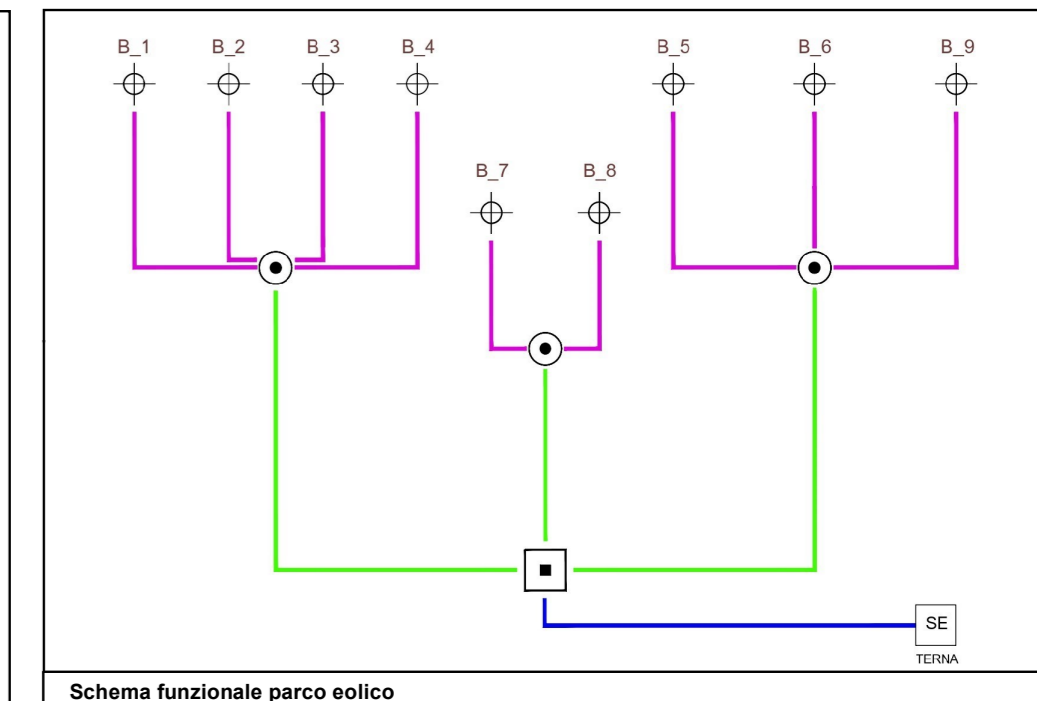 B_1 B_2 B_3 B_4 B_5 B_6 B_9
B_7 B_8
SE
TERNA
Schema funzionale parco eolico